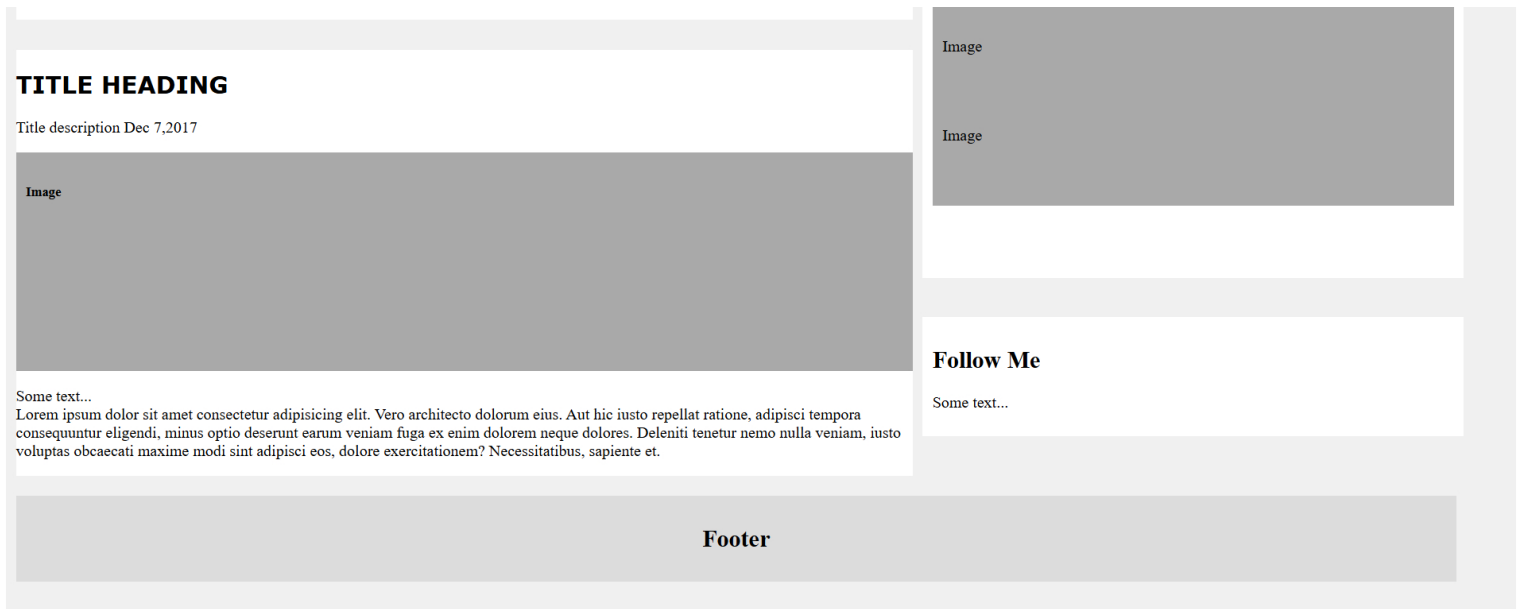 TITLE HEADING
Title description Dec 7,2017
Image
Some text...
Lorem ipsum dolor sit amet consectetur adipisicing elit. Vero architecto dolorum eius. Aut hic iusto repellat ratione, adipisci tempora
consequuntur eligendi, minus optio deserunt earum veniam fuga ex enim dolorem neque dolores. Deleniti tenetur nemo nulla veniam, iusto
voluptas obcaecati maxime modi sint adipisci eos, dolore exercitationem? Necessitatibus, sapiente et.
Image
Image
Follow Me
Some text...
Footer